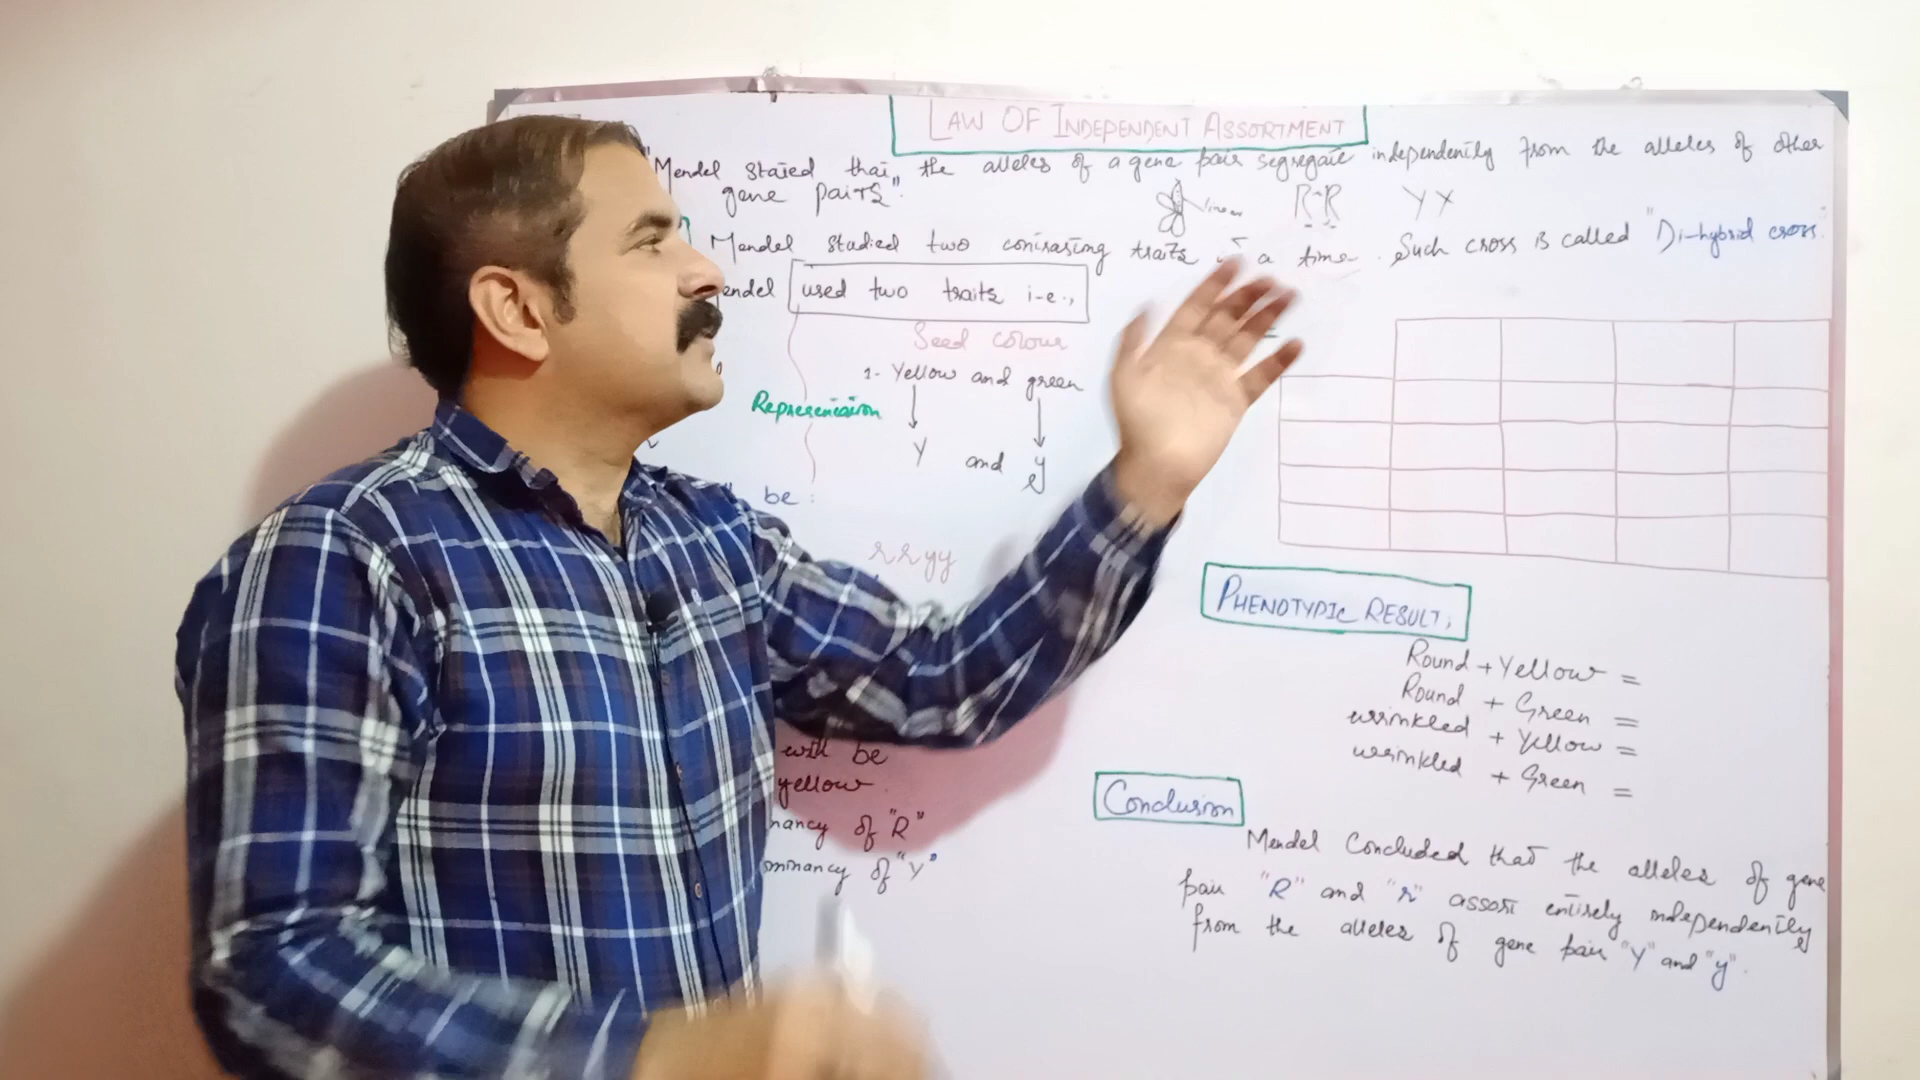 LAW OF INDEPENDENT ASSORTMENT
"Mendel stated that, the alleles of a gene pair segregate independently from the alleles of other
gene pairs".
linear
R R
Y Y
Mendel studied two contrasting traits a time. Such cross is called "Di-hybrid cross."
endel used two traits i-e.,
Seed colour
1- Yellow and green
Representation
Y and y
be :
rryy
will be
yellow
nancy of "R"
ominancy of "Y"
PHENOTYPIC RESULT,
Round + Yellow =
Round + Green =
wrinkled + Yellow =
wrinkled + Green =
Conclusion
Mendel Concluded that the alleles of gene
pair "R" and "r" assort entirely independently
from the alleles of gene pair "Y" and "y".